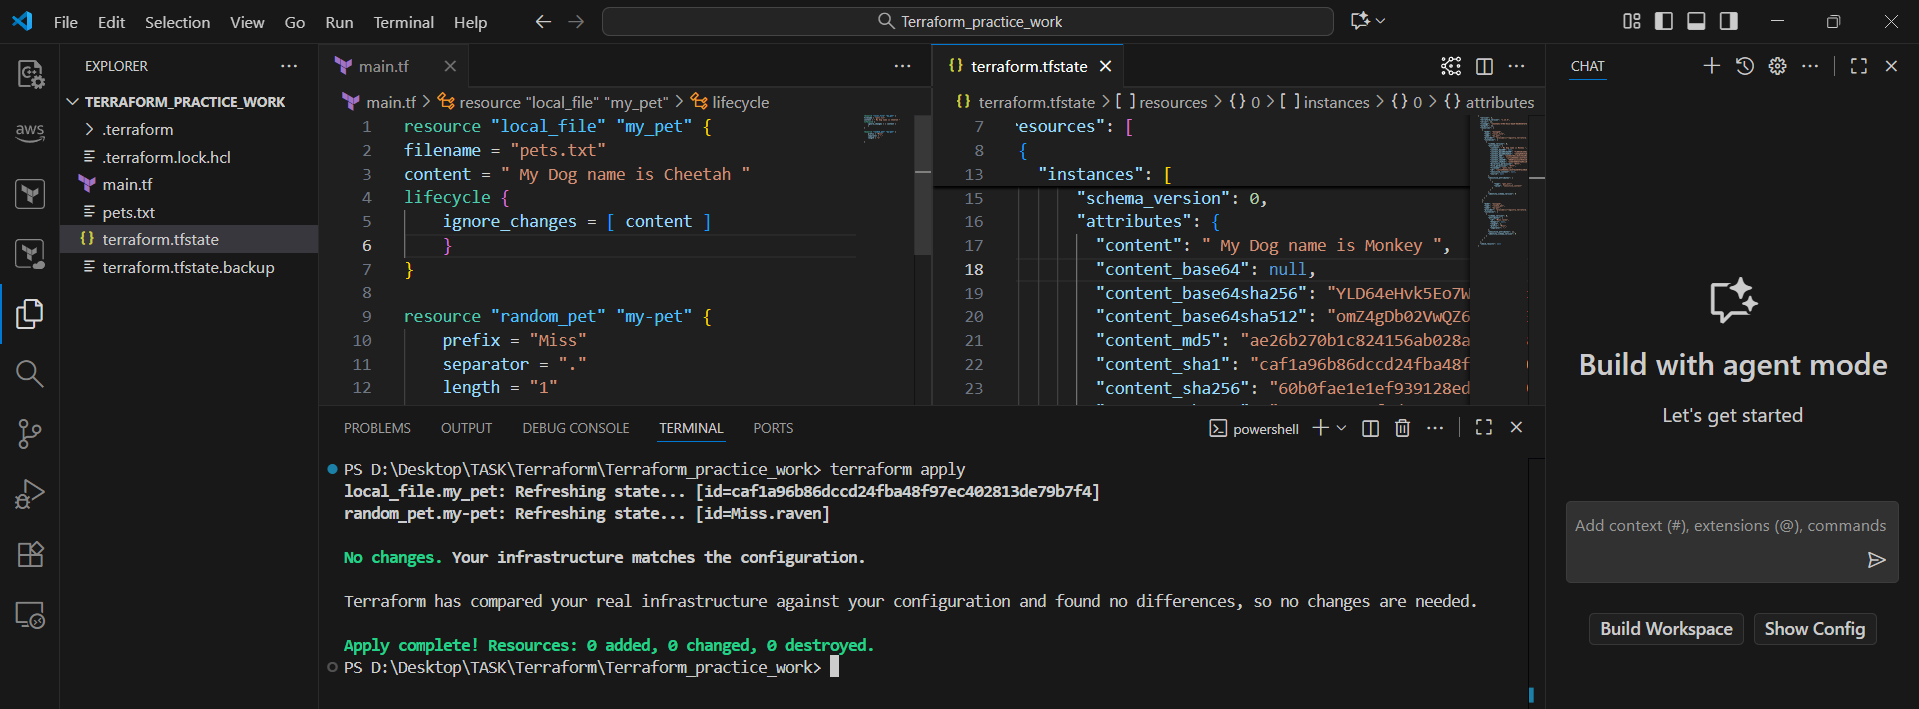 File Edit Selection View Go Run Terminal Help
Terraform_practice_work
EXPLORER
TERRAFORM_PRACTICE_WORK
.terraform
.terraform.lock.hcl
main.tf
pets.txt
terraform.tfstate
terraform.tfstate.backup
aws
main.tf
main.tf > resource "local_file" "my_pet" > lifecycle
1 resource "local_file" "my_pet" {
2 filename = "pets.txt"
3 content = " My Dog name is Cheetah "
4 lifecycle {
5 ignore_changes = [ content ]
6 }
7 }
8
9 resource "random_pet" "my-pet" {
10 prefix = "Miss"
11 separator = "."
12 length = "1"
{} terraform.tfstate
{} terraform.tfstate > [ ] resources > {} 0 > [ ] instances > {} 0 > {} attributes
7 esources": [
8 {
13 "instances": [
15 "schema_version": 0,
16 "attributes": {
17 "content": " My Dog name is Monkey ",
18 "content_base64": null,
19 "content_base64sha256": "YLD64eHvk5Eo7W
20 "content_base64sha512": "omZ4gDb02VwQZ6
21 "content_md5": "ae26b270b1c824156ab028a
22 "content_sha1": "caf1a96b86dccd24fba48f
23 "content_sha256": "60b0fae1e1ef939128ed
PROBLEMS OUTPUT DEBUG CONSOLE TERMINAL PORTS
powershell
PS D:\Desktop\TASK\Terraform\Terraform_practice_work> terraform apply
local_file.my_pet: Refreshing state... [id=caf1a96b86dccd24fba48f97ec402813de79b7f4]
random_pet.my-pet: Refreshing state... [id=Miss.raven]
No changes. Your infrastructure matches the configuration.
Terraform has compared your real infrastructure against your configuration and found no differences, so no changes are needed.
Apply complete! Resources: 0 added, 0 changed, 0 destroyed.
PS D:\Desktop\TASK\Terraform\Terraform_practice_work>
CHAT
Build with agent mode
Let's get started
Add context (#), extensions (@), commands
Build Workspace
Show Config